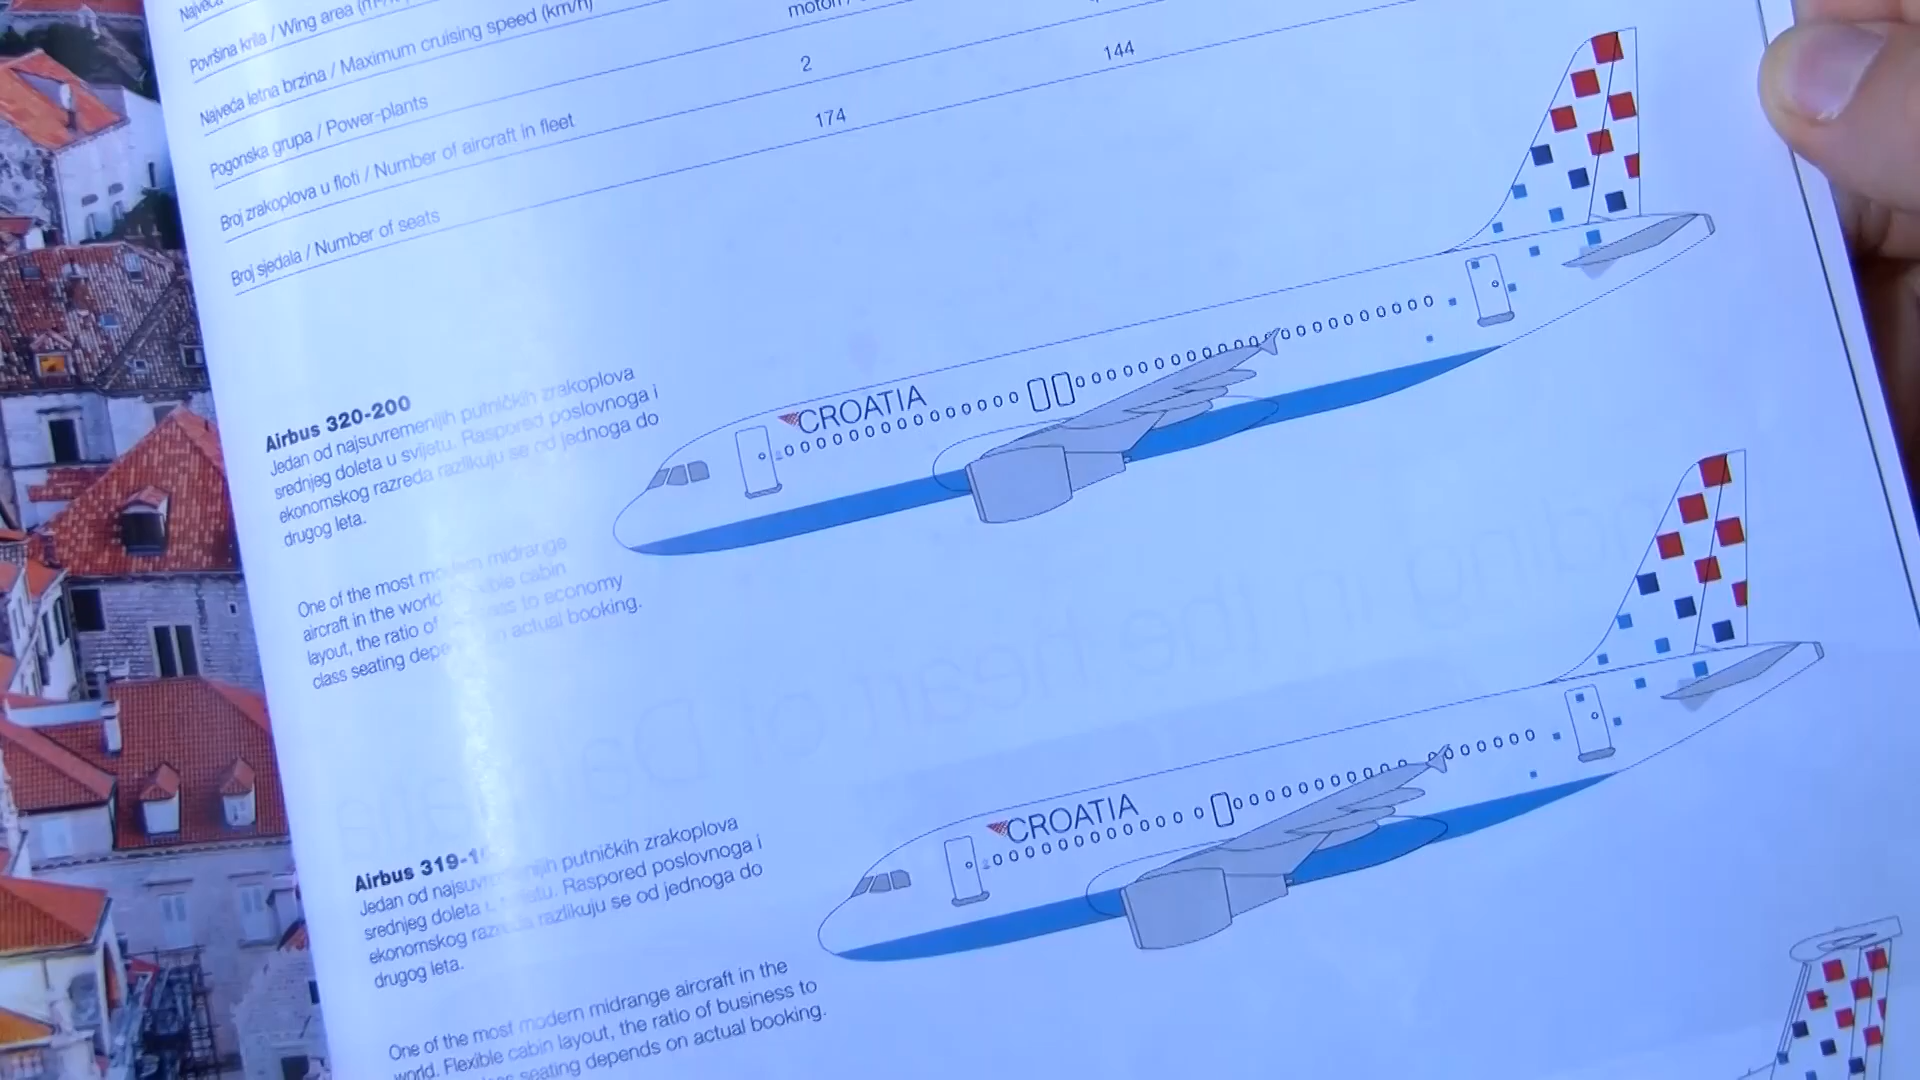 Površina krila / Wing area
Najveća letna brzina / Maximum cruising speed (km/h)
Pogonska grupa / Power-plants
Broj zrakoplova u floti / Number of aircraft in fleet
2
Broj sjedala / Number of seats
174
144
Airbus 320-200
Jedan od najsuvremenijih putničkih zrakoplova
srednjeg doleta u svijetu. Raspored poslovnoga i
ekonomskog razreda razlikuju se od jednoga do
drugog leta.
One of the most modern midrange
aircraft in the world. cabin
layout, the ratio of to economy
class seating actual booking.
CROATIA
Airbus
Jedan od putničkih zrakoplova
srednjeg doleta Raspored poslovnoga i
ekonomskog razlikuju se od jednoga do
drugog leta.
One of the most modern midrange aircraft in the
world. Flexible cabin layout, the ratio of business to
seating depends on actual booking.
CROATIA